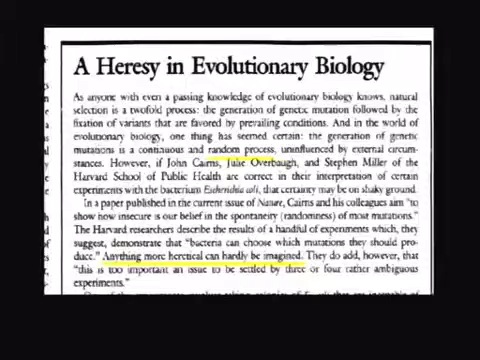 A Heresy in Evolutionary Biology
As anyone with even a passing knowledge of evolutionary biology knows, natural
selection is a twofold process: the generation of genetic mutation followed by the
fixation of variants that are favored by prevailing conditions. And in the world of
evolutionary biology, one thing has seemed certain: the generation of genetic
mutations is a continuous and random process, uninfluenced by external circum-
stances. However, if John Cairns, Julie Overbaugh, and Stephen Miller of the
Harvard School of Public Health are correct in their interpretation of certain
experiments with the bacterium Escherichia coli, that certainty may be on shaky ground.
In a paper published in the current issue of Nature, Cairns and his colleagues aim "to
show how insecure is our belief in the spontaneity (randomness) of most mutations."
The Harvard researchers describe the results of a handful of experiments which, they
suggest, demonstrate that "bacteria can choose which mutations they should pro-
duce." Anything more heretical can hardly be imagined. They do add, however, that
"this is too important an issue to be settled by three or four rather ambiguous
experiments."